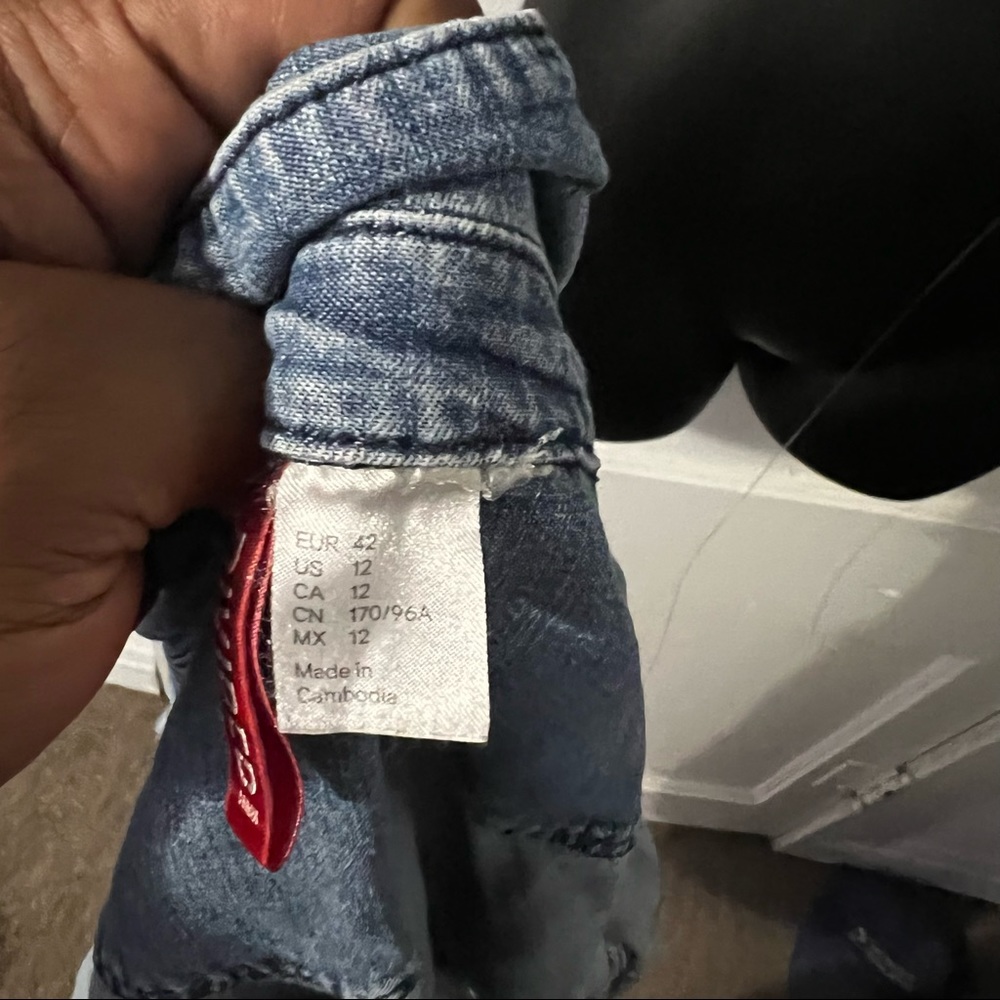 EUR 42
US 12
CA 12
CN 170/96A
MX 12
Made in
Cambodia